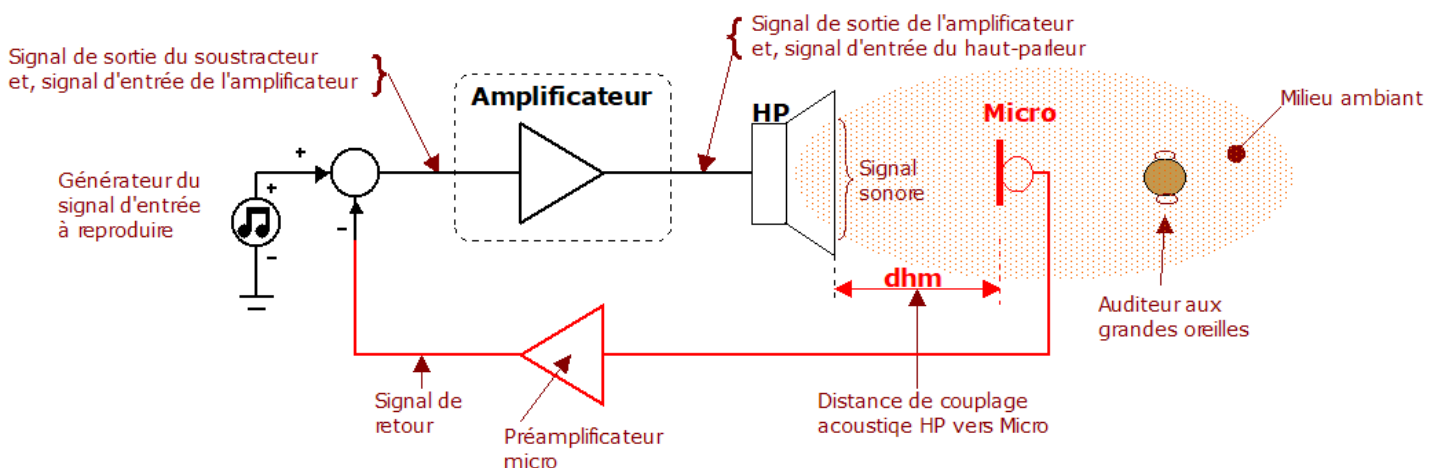 Signal de sortie du soustracteur
et, signal d'entrée de l'amplificateur
Signal de sortie de l'amplificateur
et, signal d'entrée du haut-parleur
Amplificateur
HP
Micro
Milieu ambiant
Signal
sonore
Générateur du
signal d'entrée
à reproduire
+
+
-
-
dhm
Auditeur aux
grandes oreilles
Signal de
retour
Préamplificateur
micro
Distance de couplage
acoustiqe HP vers Micro